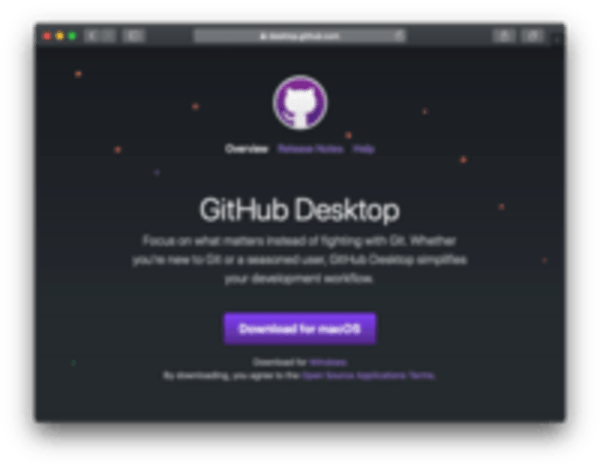 desktop.github.com
Overview Release Notes Help
GitHub Desktop
Focus on what matters instead of fighting with Git. Whether
you're new to Git or a seasoned user, GitHub Desktop simplifies
your development workflow.
Download for macOS
Download for Windows
By downloading, you agree to the Open Source Applications Terms.